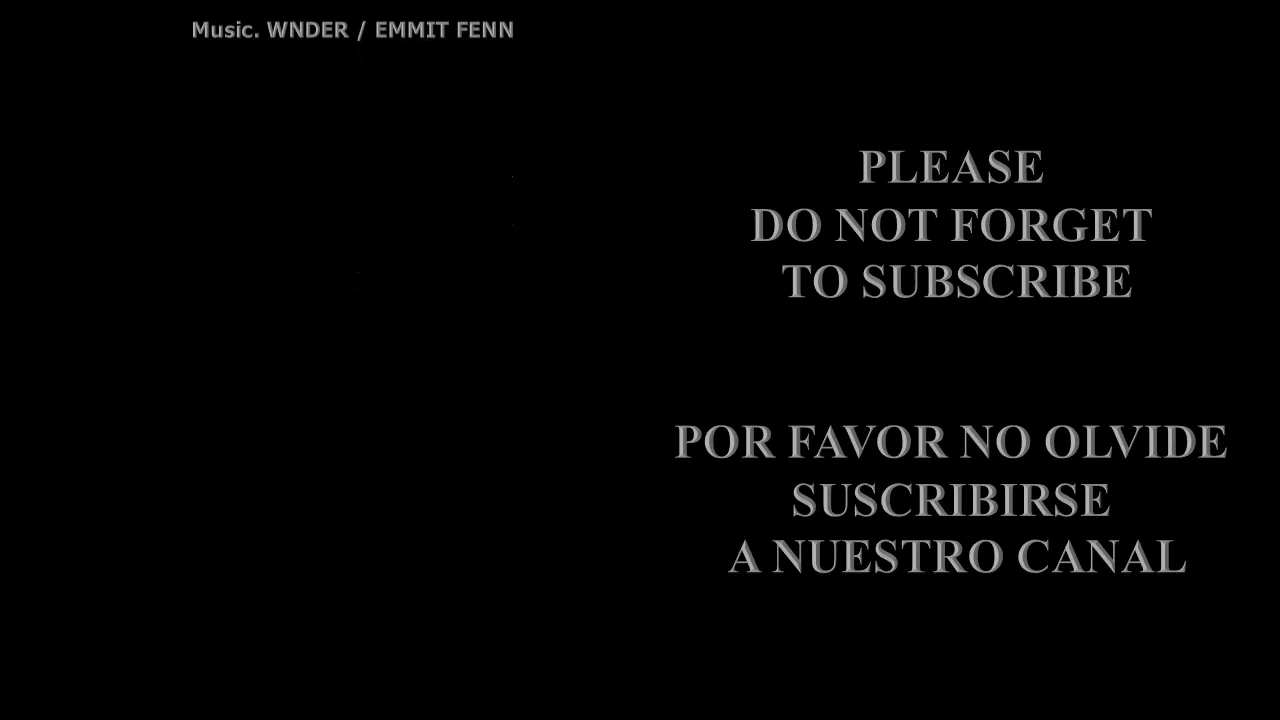 Music. WNDER / EMMIT FENN
PLEASE
DO NOT FORGET
TO SUBSCRIBE
POR FAVOR NO OLVIDE
SUSCRIBIRSE
A NUESTRO CANAL